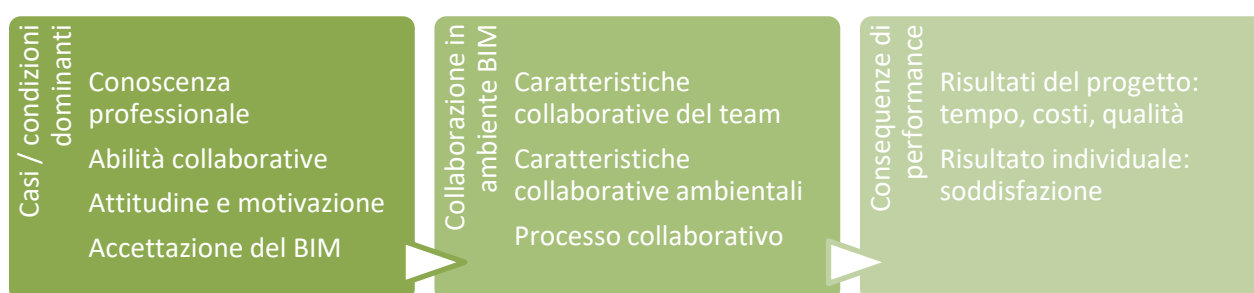 Casi / condizioni
dominanti
Conoscenza
professionale
Abilità collaborative
Attitudine e motivazione
Accettazione del BIM
Collaborazione in
ambiente BIM
Caratteristiche
collaborative del team
Caratteristiche
collaborative ambientali
Processo collaborativo
Consequenze di
performance
Risultati del progetto:
tempo, costi, qualità
Risultato individuale:
soddisfazione